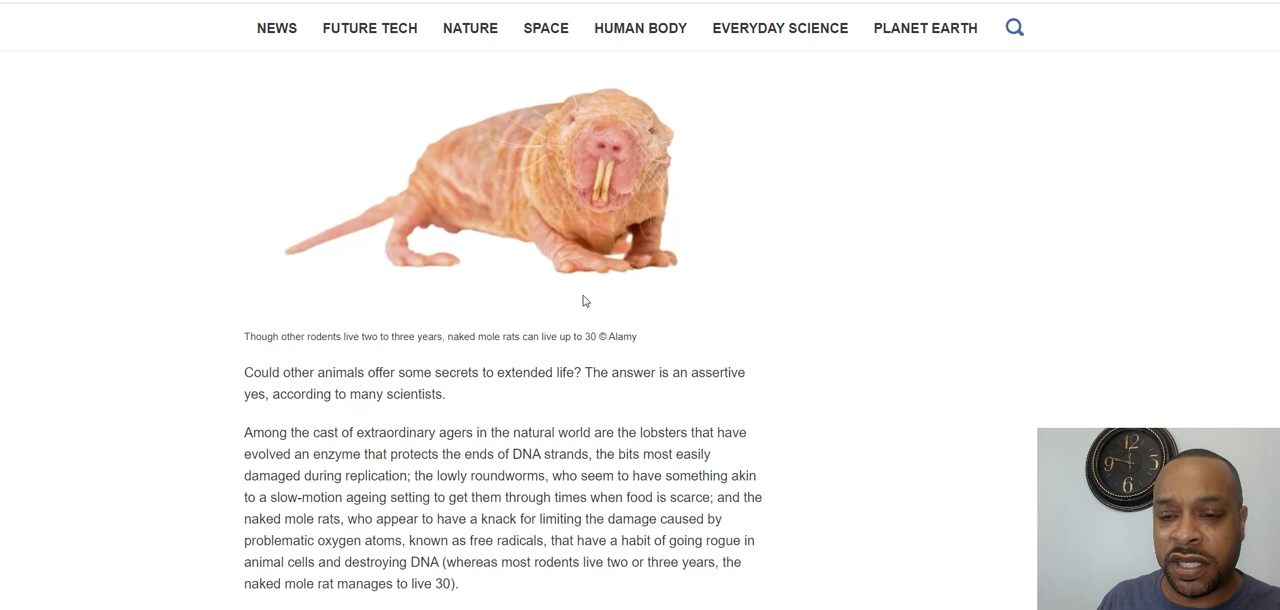 NEWS FUTURE TECH NATURE SPACE HUMAN BODY EVERYDAY SCIENCE PLANET EARTH
Though other rodents live two to three years, naked mole rats can live up to 30 © Alamy
Could other animals offer some secrets to extended life? The answer is an assertive
yes, according to many scientists.
Among the cast of extraordinary agers in the natural world are the lobsters that have
evolved an enzyme that protects the ends of DNA strands, the bits most easily
damaged during replication; the lowly roundworms, who seem to have something akin
to a slow-motion ageing setting to get them through times when food is scarce; and the
naked mole rats, who appear to have a knack for limiting the damage caused by
problematic oxygen atoms, known as free radicals, that have a habit of going rogue in
animal cells and destroying DNA (whereas most rodents live two or three years, the
naked mole rat manages to live 30).
12
9 3
6